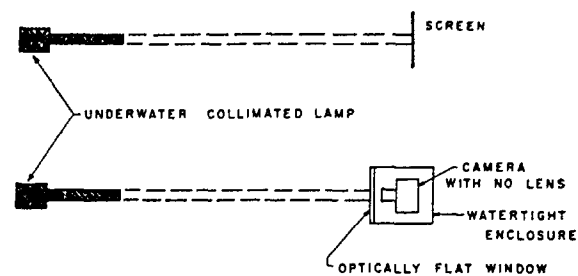 SCREEN
UNDERWATER COLLIMATED LAMP
CAMERA
WITH NO LENS
WATERTIGHT
ENCLOSURE
OPTICALLY FLAT WINDOW